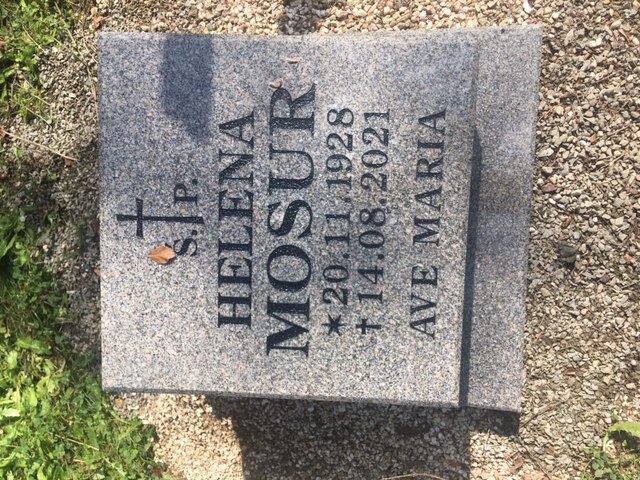 S. P.
HELENA
MOSUR
* 20.11.1928
† 14.08.2021
AVE MARIA